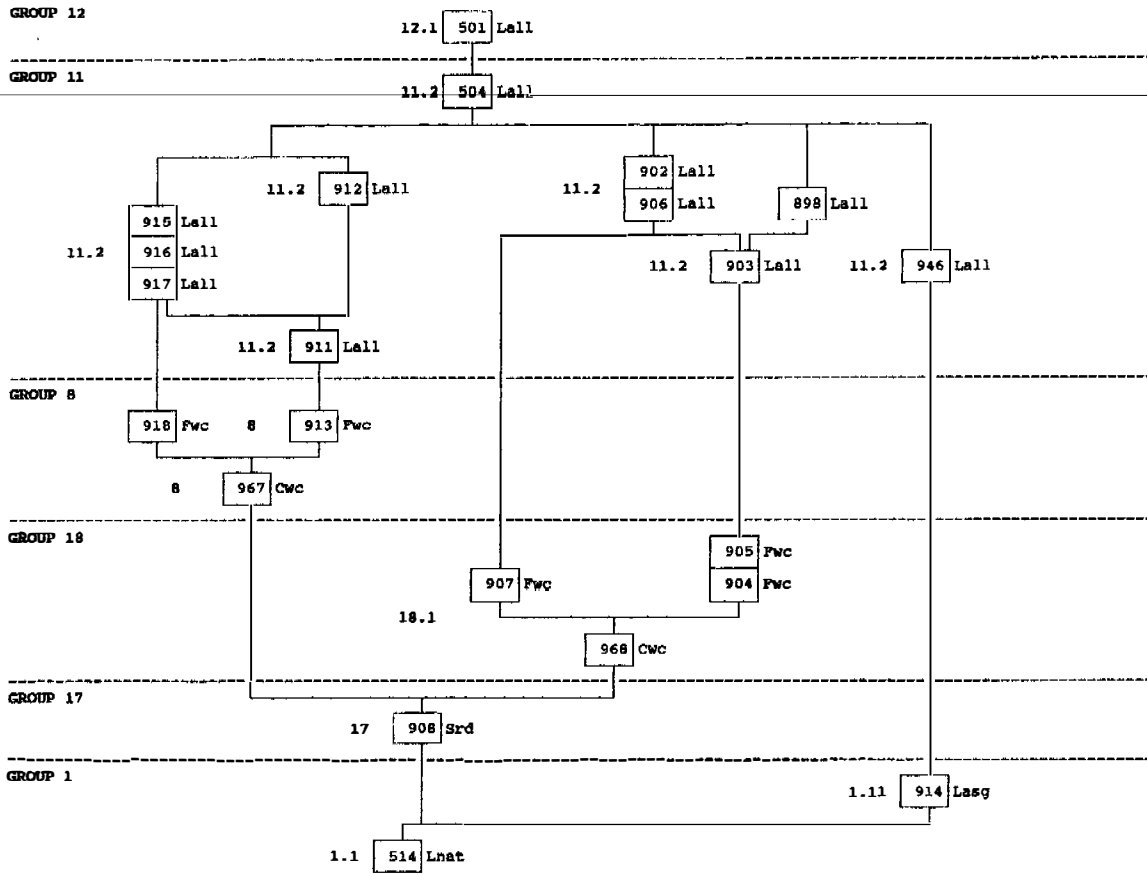 GROUP 12
12.1 501 Lall
GROUP 11
11.2 504 Lall
902 Lall
11.2 912 Lall 11.2 906 Lall 898 Lall
915 Lall
11.2 916 Lall 11.2 903 Lall 11.2 946 Lall
917 Lall
11.2 911 Lall
GROUP 8
918 Fwc 8 913 Fwc
8 967 Cwc
GROUP 18
905 Fwc
907 Fwc 904 Fwc
18.1
968 Cwc
GROUP 17
17 908 Srd
GROUP 1
1.11 914 Lasg
1.1 514 Lnat